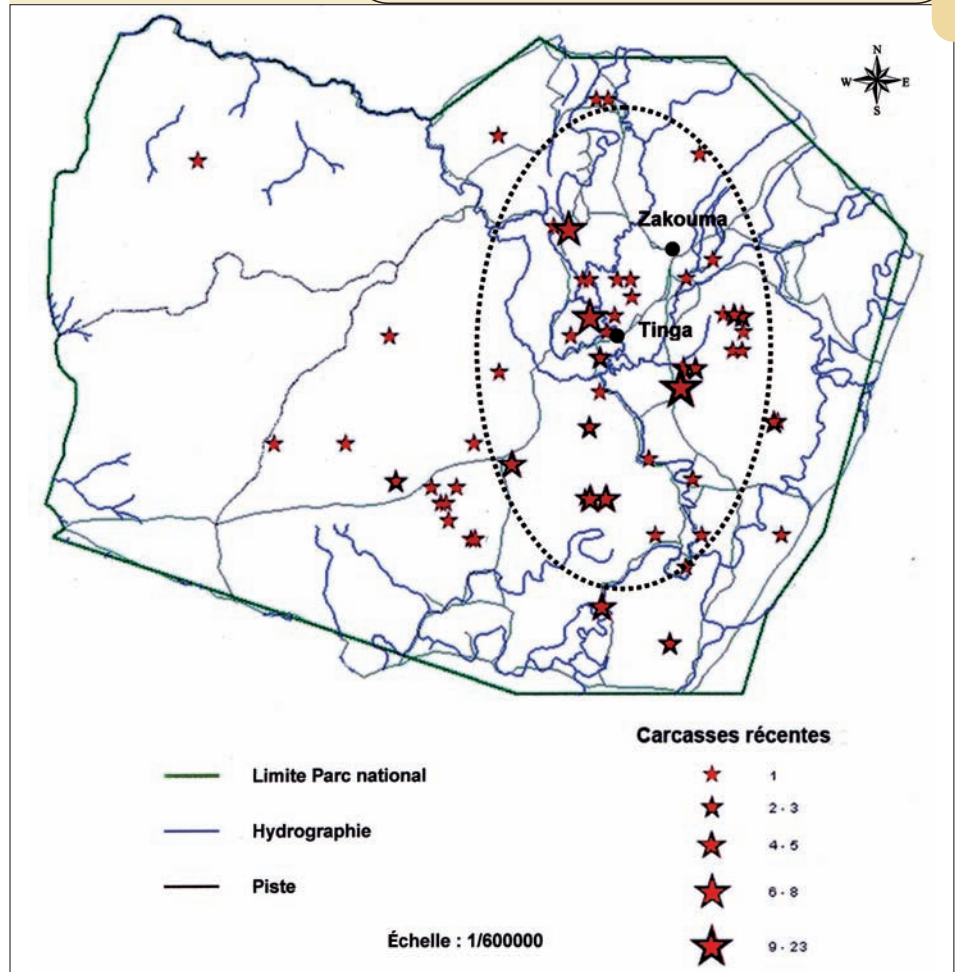 N
W E
S
Zakouma
Tinga
Carcasses récentes
Limite Parc national
1
2 - 3
Hydrographie
4 - 5
Piste
6 - 8
Échelle : 1/600000
9 - 23